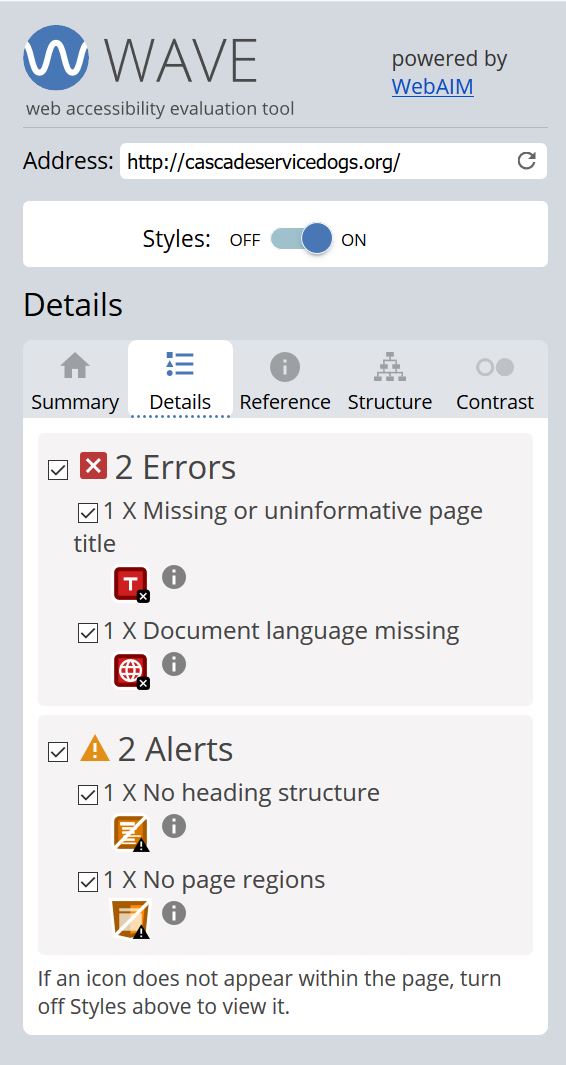 WAVE
powered by
WebAIM
web accessibility evaluation tool
Address: http://cascadeservicedogs.org/
Styles: OFF ON
Details
Summary Details Reference Structure Contrast
2 Errors
1 X Missing or uninformative page
title
1 X Document language missing
2 Alerts
1 X No heading structure
1 X No page regions
If an icon does not appear within the page, turn
off Styles above to view it.